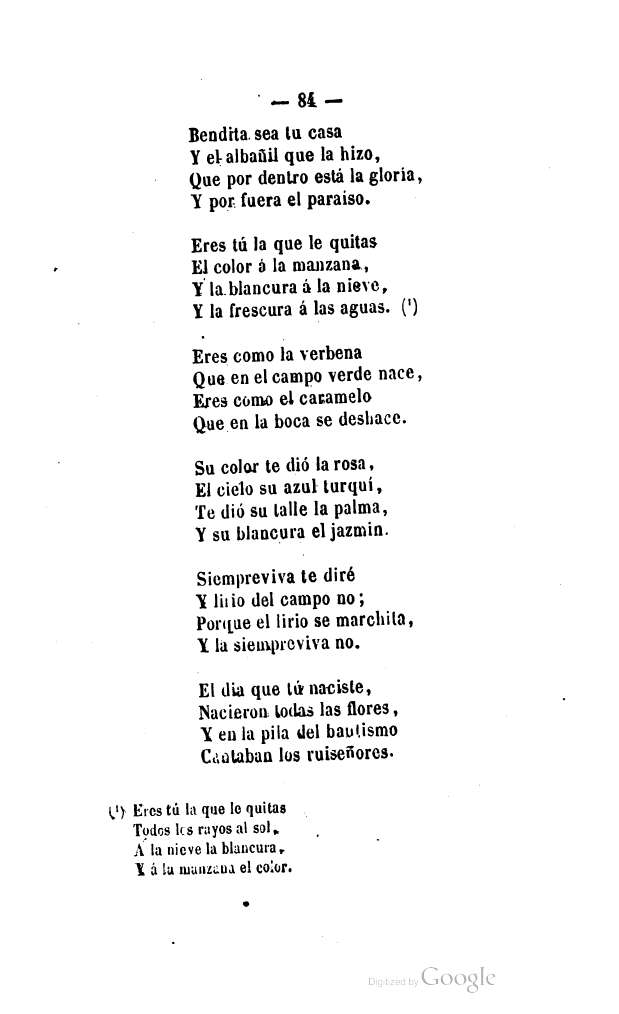 — 84 —
Bendita sea tu casa
Y el albañil que la hizo,
Que por dentro está la gloria,
Y por fuera el paraiso.
Eres tú la que le quitas
El color á la manzana,
Y la blancura á la nieve,
Y la frescura á las aguas. (¹)
Eres como la verbena
Que en el campo verde nace,
Eres como el caramelo
Que en la boca se deshace.
Su color te dió la rosa,
El cielo su azul turquí,
Te dió su talle la palma,
Y su blancura el jazmin.
Siempreviva te diré
Y lirio del campo no;
Porque el lirio se marchita,
Y la siempreviva no.
El dia que tú naciste,
Nacieron todas las flores,
Y en la pila del bautismo
Cantaban los ruiseñores.
(¹) Eres tú la que le quitas
Todos los rayos al sol,
A la nieve la blancura,
Y á la manzana el color.
Digitized by Google